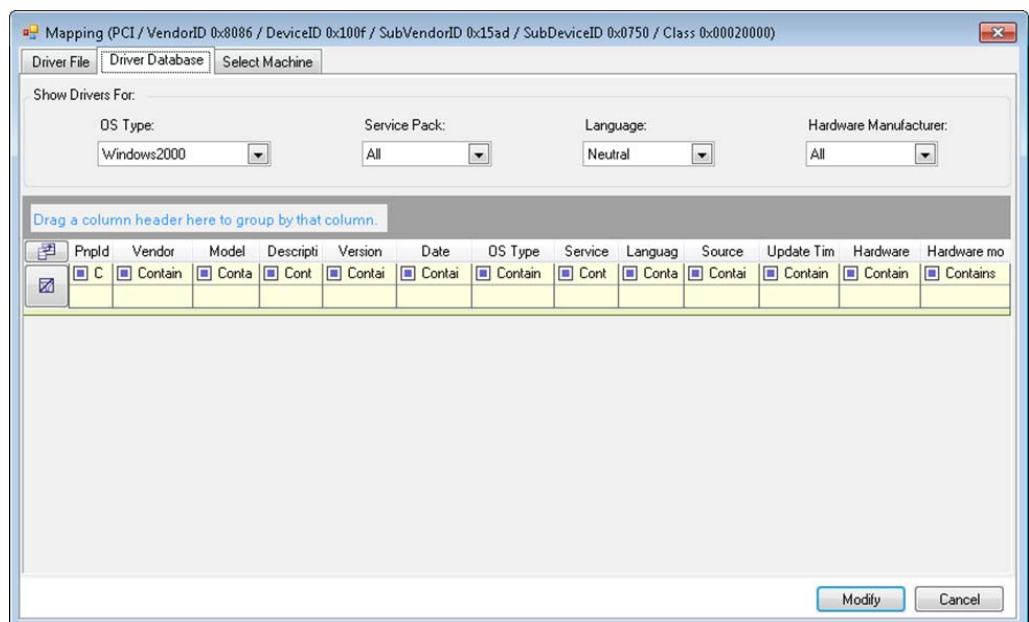 Mapping (PCI / VendorID 0x8086 / DeviceID 0x100f / SubVendorID 0x15ad / SubDeviceID 0x0750 / Class 0x00020000)
Driver File Driver Database Select Machine
Show Drivers For:
OS Type: Service Pack: Language: Hardware Manufacturer:
Windows2000 All Neutral All
Drag a column header here to group by that column.
PnpId Vendor Model Descripti Version Date OS Type Service Languag Source Update Tim Hardware Hardware mo
C Contain Conta Cont Contai Contai Contain Cont Conta Contai Contain Contain Contains
Modify Cancel